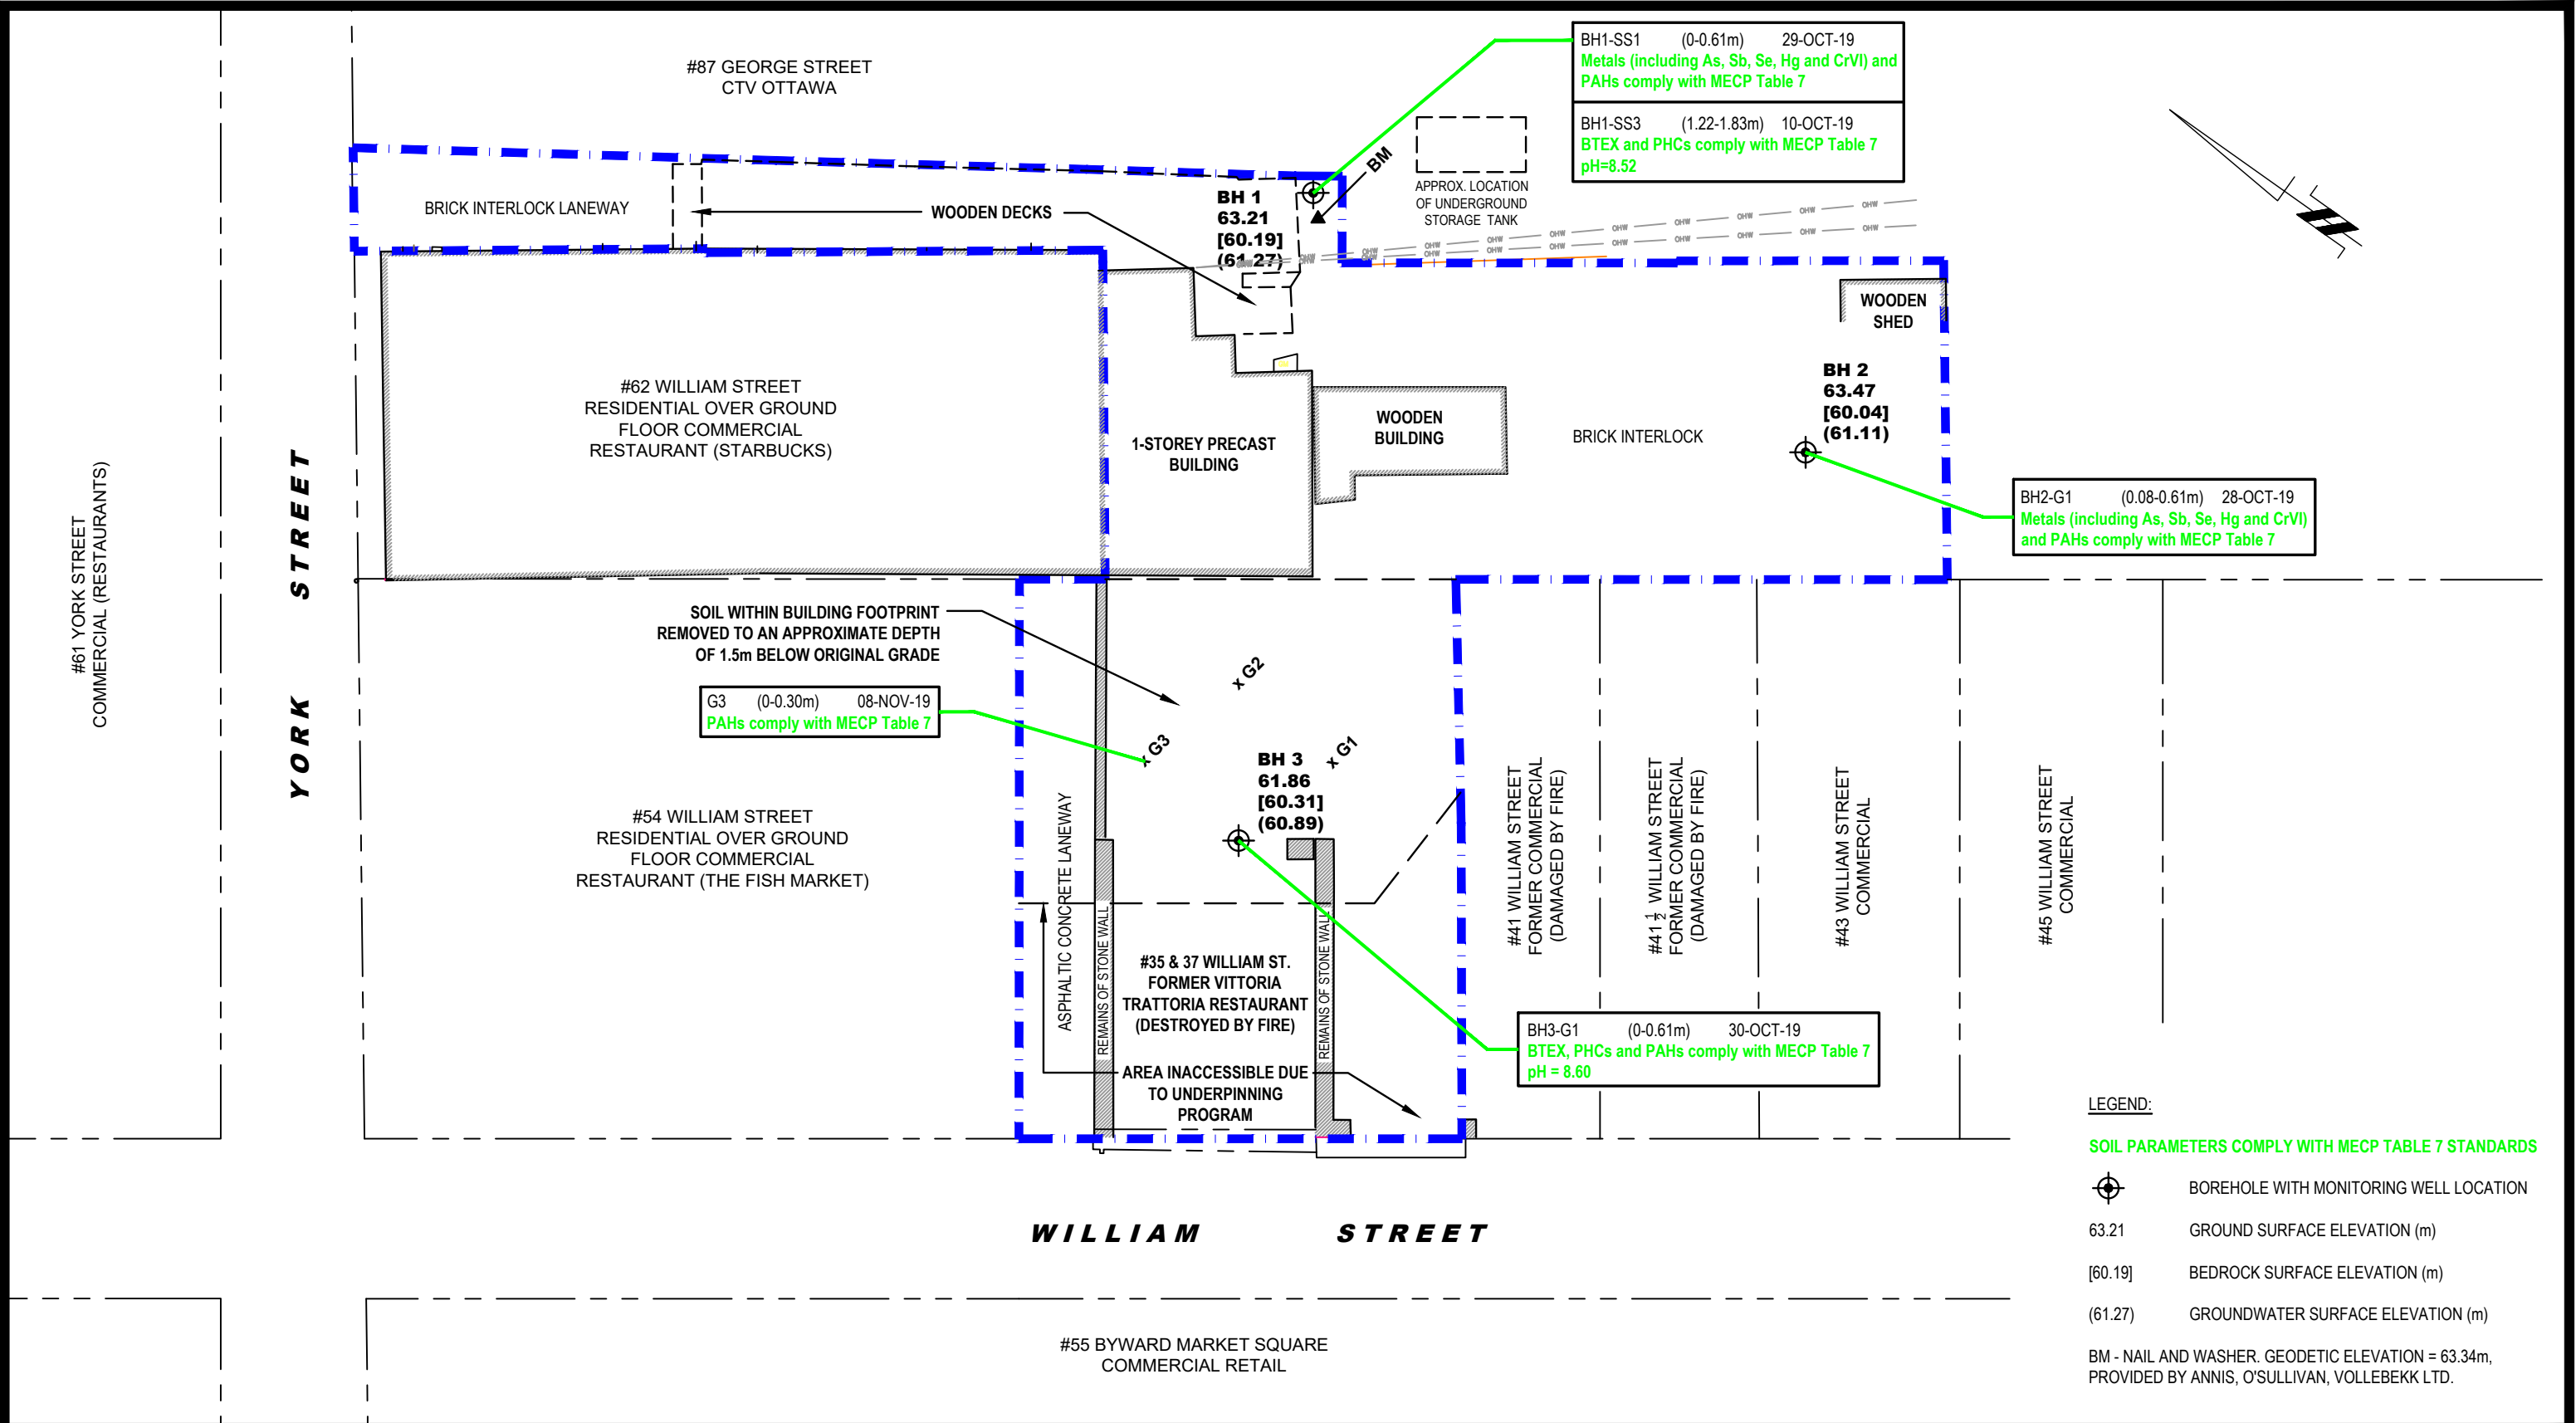 #87 GEORGE STREET
CTV OTTAWA
BH1-SS1 (0-0.61m) 29-OCT-19
Metals (including As, Sb, Se, Hg and CrVI) and
PAHs comply with MECP Table 7
BH1-SS3 (1.22-1.83m) 10-OCT-19
BTEX and PHCs comply with MECP Table 7
pH=8.52
BM
APPROX. LOCATION
OF UNDERGROUND
STORAGE TANK
BRICK INTERLOCK LANEWAY
WOODEN DECKS
BH 1
63.21
[60.19]
(61.27)
OHW OHW OHW OHW OHW OHW
OHW OHW OHW OHW OHW OHW
WOODEN
SHED
#62 WILLIAM STREET
RESIDENTIAL OVER GROUND
FLOOR COMMERCIAL
RESTAURANT (STARBUCKS)
1-STOREY PRECAST
BUILDING
WOODEN
BUILDING
BRICK INTERLOCK
BH 2
63.47
[60.04]
(61.11)
BH2-G1 (0.08-0.61m) 28-OCT-19
Metals (including As, Sb, Se, Hg and CrVI)
and PAHs comply with MECP Table 7
#61 YORK STREET
COMMERCIAL (RESTAURANTS)
YORK STREET
SOIL WITHIN BUILDING FOOTPRINT
REMOVED TO AN APPROXIMATE DEPTH
OF 1.5m BELOW ORIGINAL GRADE
G3 (0-0.30m) 08-NOV-19
PAHs comply with MECP Table 7
x G2
x G3
x G1
BH 3
61.86
[60.31]
(60.89)
#54 WILLIAM STREET
RESIDENTIAL OVER GROUND
FLOOR COMMERCIAL
RESTAURANT (THE FISH MARKET)
ASPHALTIC CONCRETE LANEWAY
REMAINS OF STONE WALL
#35 & 37 WILLIAM ST.
FORMER VITTORIA
TRATTORIA RESTAURANT
(DESTROYED BY FIRE)
REMAINS OF STONE WALL
AREA INACCESSIBLE DUE
TO UNDERPINNING
PROGRAM
#41 WILLIAM STREET
FORMER COMMERCIAL
(DAMAGED BY FIRE)
#41 1/2 WILLIAM STREET
FORMER COMMERCIAL
(DAMAGED BY FIRE)
#43 WILLIAM STREET
COMMERCIAL
#45 WILLIAM STREET
COMMERCIAL
BH3-G1 (0-0.61m) 30-OCT-19
BTEX, PHCs and PAHs comply with MECP Table 7
pH = 8.60
WILLIAM STREET
#55 BYWARD MARKET SQUARE
COMMERCIAL RETAIL
LEGEND:
SOIL PARAMETERS COMPLY WITH MECP TABLE 7 STANDARDS
BOREHOLE WITH MONITORING WELL LOCATION
63.21 GROUND SURFACE ELEVATION (m)
[60.19] BEDROCK SURFACE ELEVATION (m)
(61.27) GROUNDWATER SURFACE ELEVATION (m)
BM - NAIL AND WASHER. GEODETIC ELEVATION = 63.34m,
PROVIDED BY ANNIS, O'SULLIVAN, VOLLEBEKK LTD.